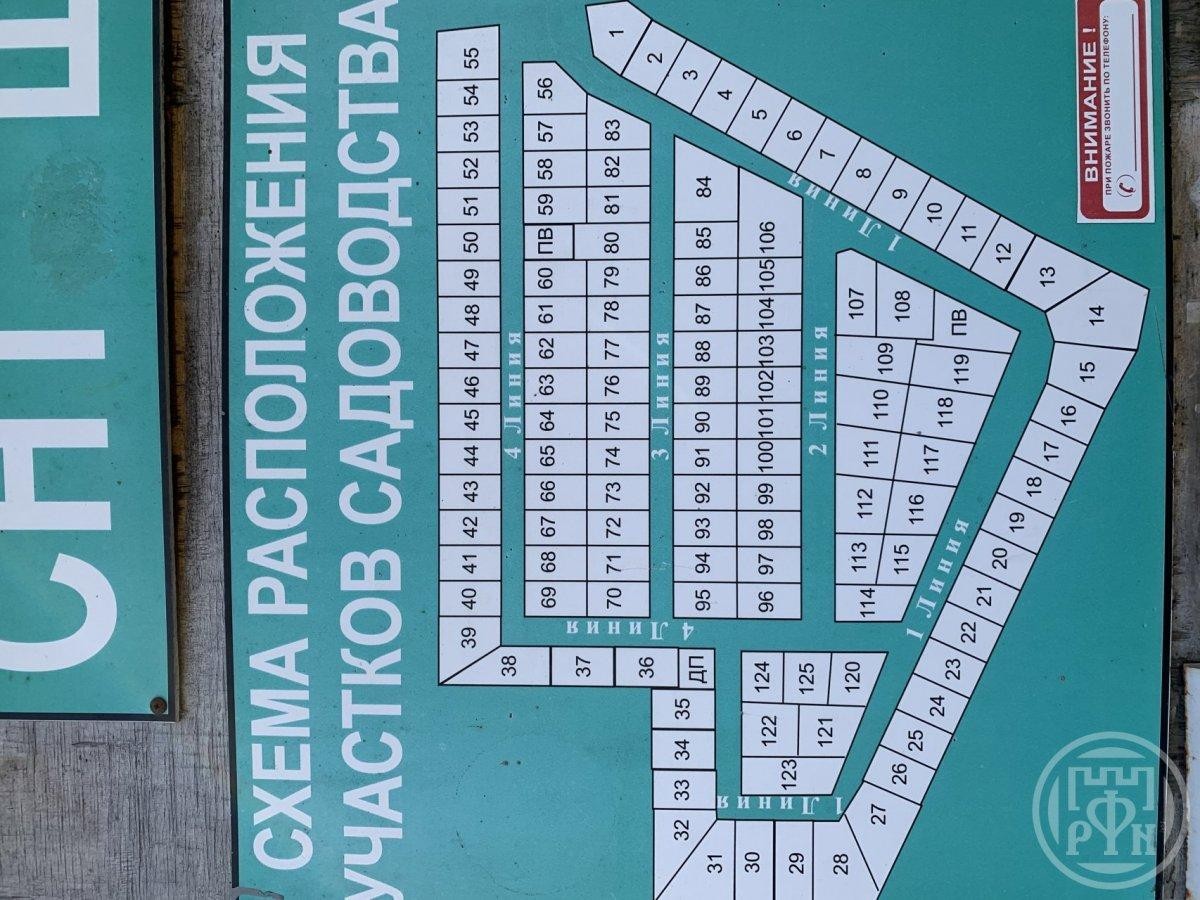 СНТ
СХЕМА РАСПОЛОЖЕНИЯ
УЧАСТКОВ САДОВОДСТВА
39 40 41 42 43 44 45 46 47 48 49 50 51 52 53 54 55
4 Линия
38 69 68 67 66 65 64 63 62 61 60 ПВ 59 58 57 56
37 36 ДП
4 Линия
70 71 72 73 74 75 76 77 78 79 80 81 82 83
3 Линия
32 33 34 35 95 94 93 92 91 90 89 88 87 86 85 84
96 97 98 99 100 101 102 103 104 105 106
2 Линия
31 30 29 28
1 Линия
123 122 124 125 121 120
114 113 112 111 110 109 107
115 116 117 118 119 108 ПВ
1 Линия
1 Линия
27 26 25 24 23 22 21 20 19 18 17 16 15 14
13 12 11 10 9 8 7 6 5 4 3 2 1
ВНИМАНИЕ !
ПРИ ПОЖАРЕ ЗВОНИТЬ ПО ТЕЛЕФОНУ:
РФN